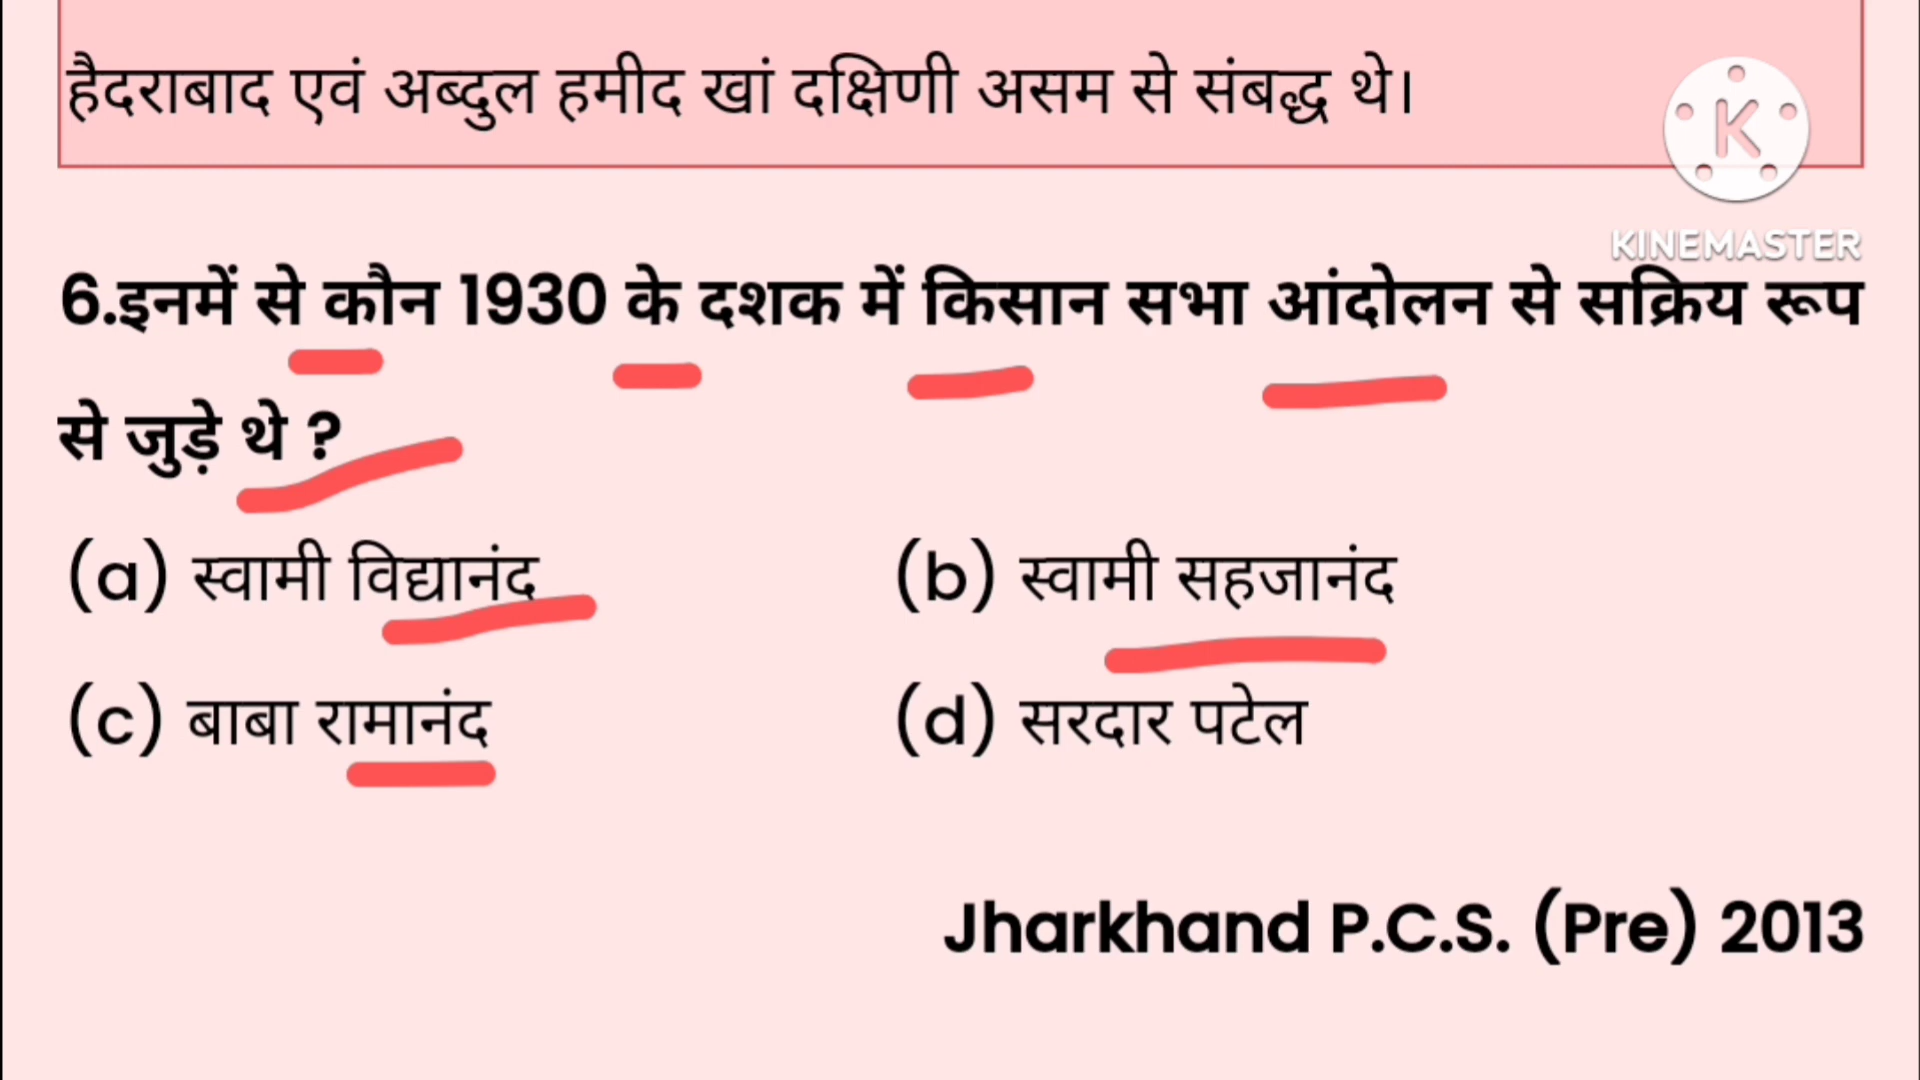 हैदराबाद एवं अब्दुल हमीद खां दक्षिणी असम से संबद्ध थे।
K
KINEMASTER
6.इनमें से कौन 1930 के दशक में किसान सभा आंदोलन से सक्रिय रूप
से जुड़े थे ?
(a) स्वामी विद्यानंद (b) स्वामी सहजानंद
(c) बाबा रामानंद (d) सरदार पटेल
Jharkhand P.C.S. (Pre) 2013